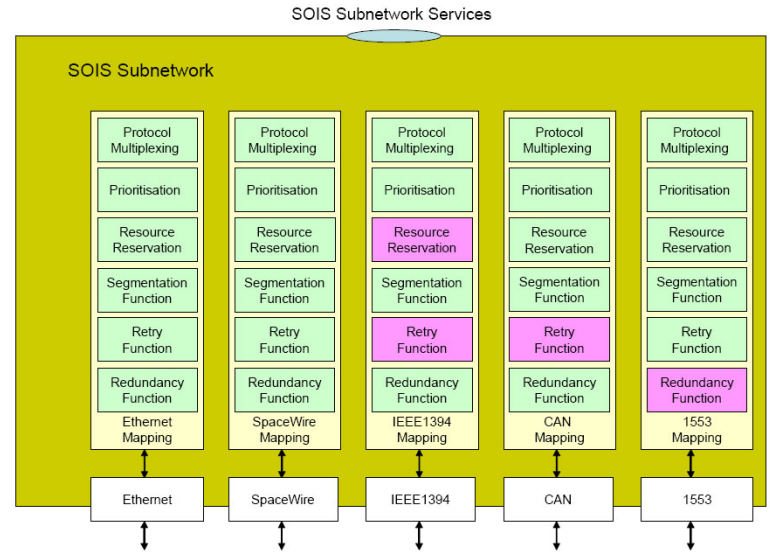 SOIS Subnetwork Services
SOIS Subnetwork
Protocol
Multiplexing
Prioritisation
Resource
Reservation
Segmentation
Function
Retry
Function
Redundancy
Function
Ethernet
Mapping
Protocol
Multiplexing
Prioritisation
Resource
Reservation
Segmentation
Function
Retry
Function
Redundancy
Function
SpaceWire
Mapping
Protocol
Multiplexing
Prioritisation
Resource
Reservation
Segmentation
Function
Retry
Function
Redundancy
Function
IEEE1394
Mapping
Protocol
Multiplexing
Prioritisation
Resource
Reservation
Segmentation
Function
Retry
Function
Redundancy
Function
CAN
Mapping
Protocol
Multiplexing
Prioritisation
Resource
Reservation
Segmentation
Function
Retry
Function
Redundancy
Function
1553
Mapping
Ethernet
SpaceWire
IEEE1394
CAN
1553